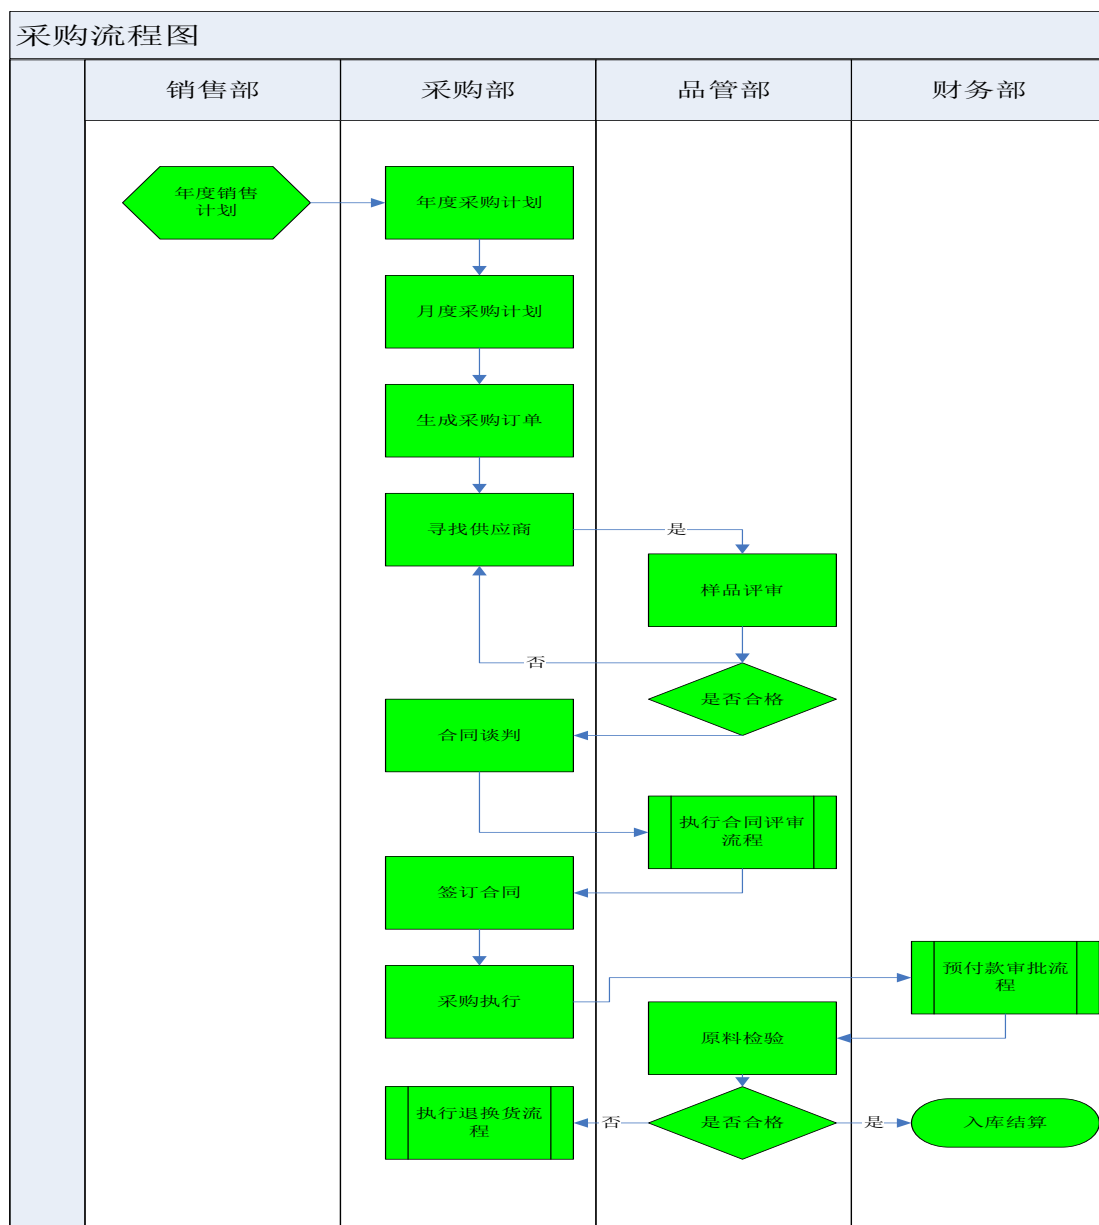 采购流程图
销售部
采购部
品管部
财务部
年度销售
计划
年度采购计划
月度采购计划
生成采购订单
寻找供应商
是
样品评审
否
是否合格
合同谈判
执行合同评审
流程
签订合同
预付款审批流
程
采购执行
原料检验
执行退换货流
程
否
是否合格
是
入库结算